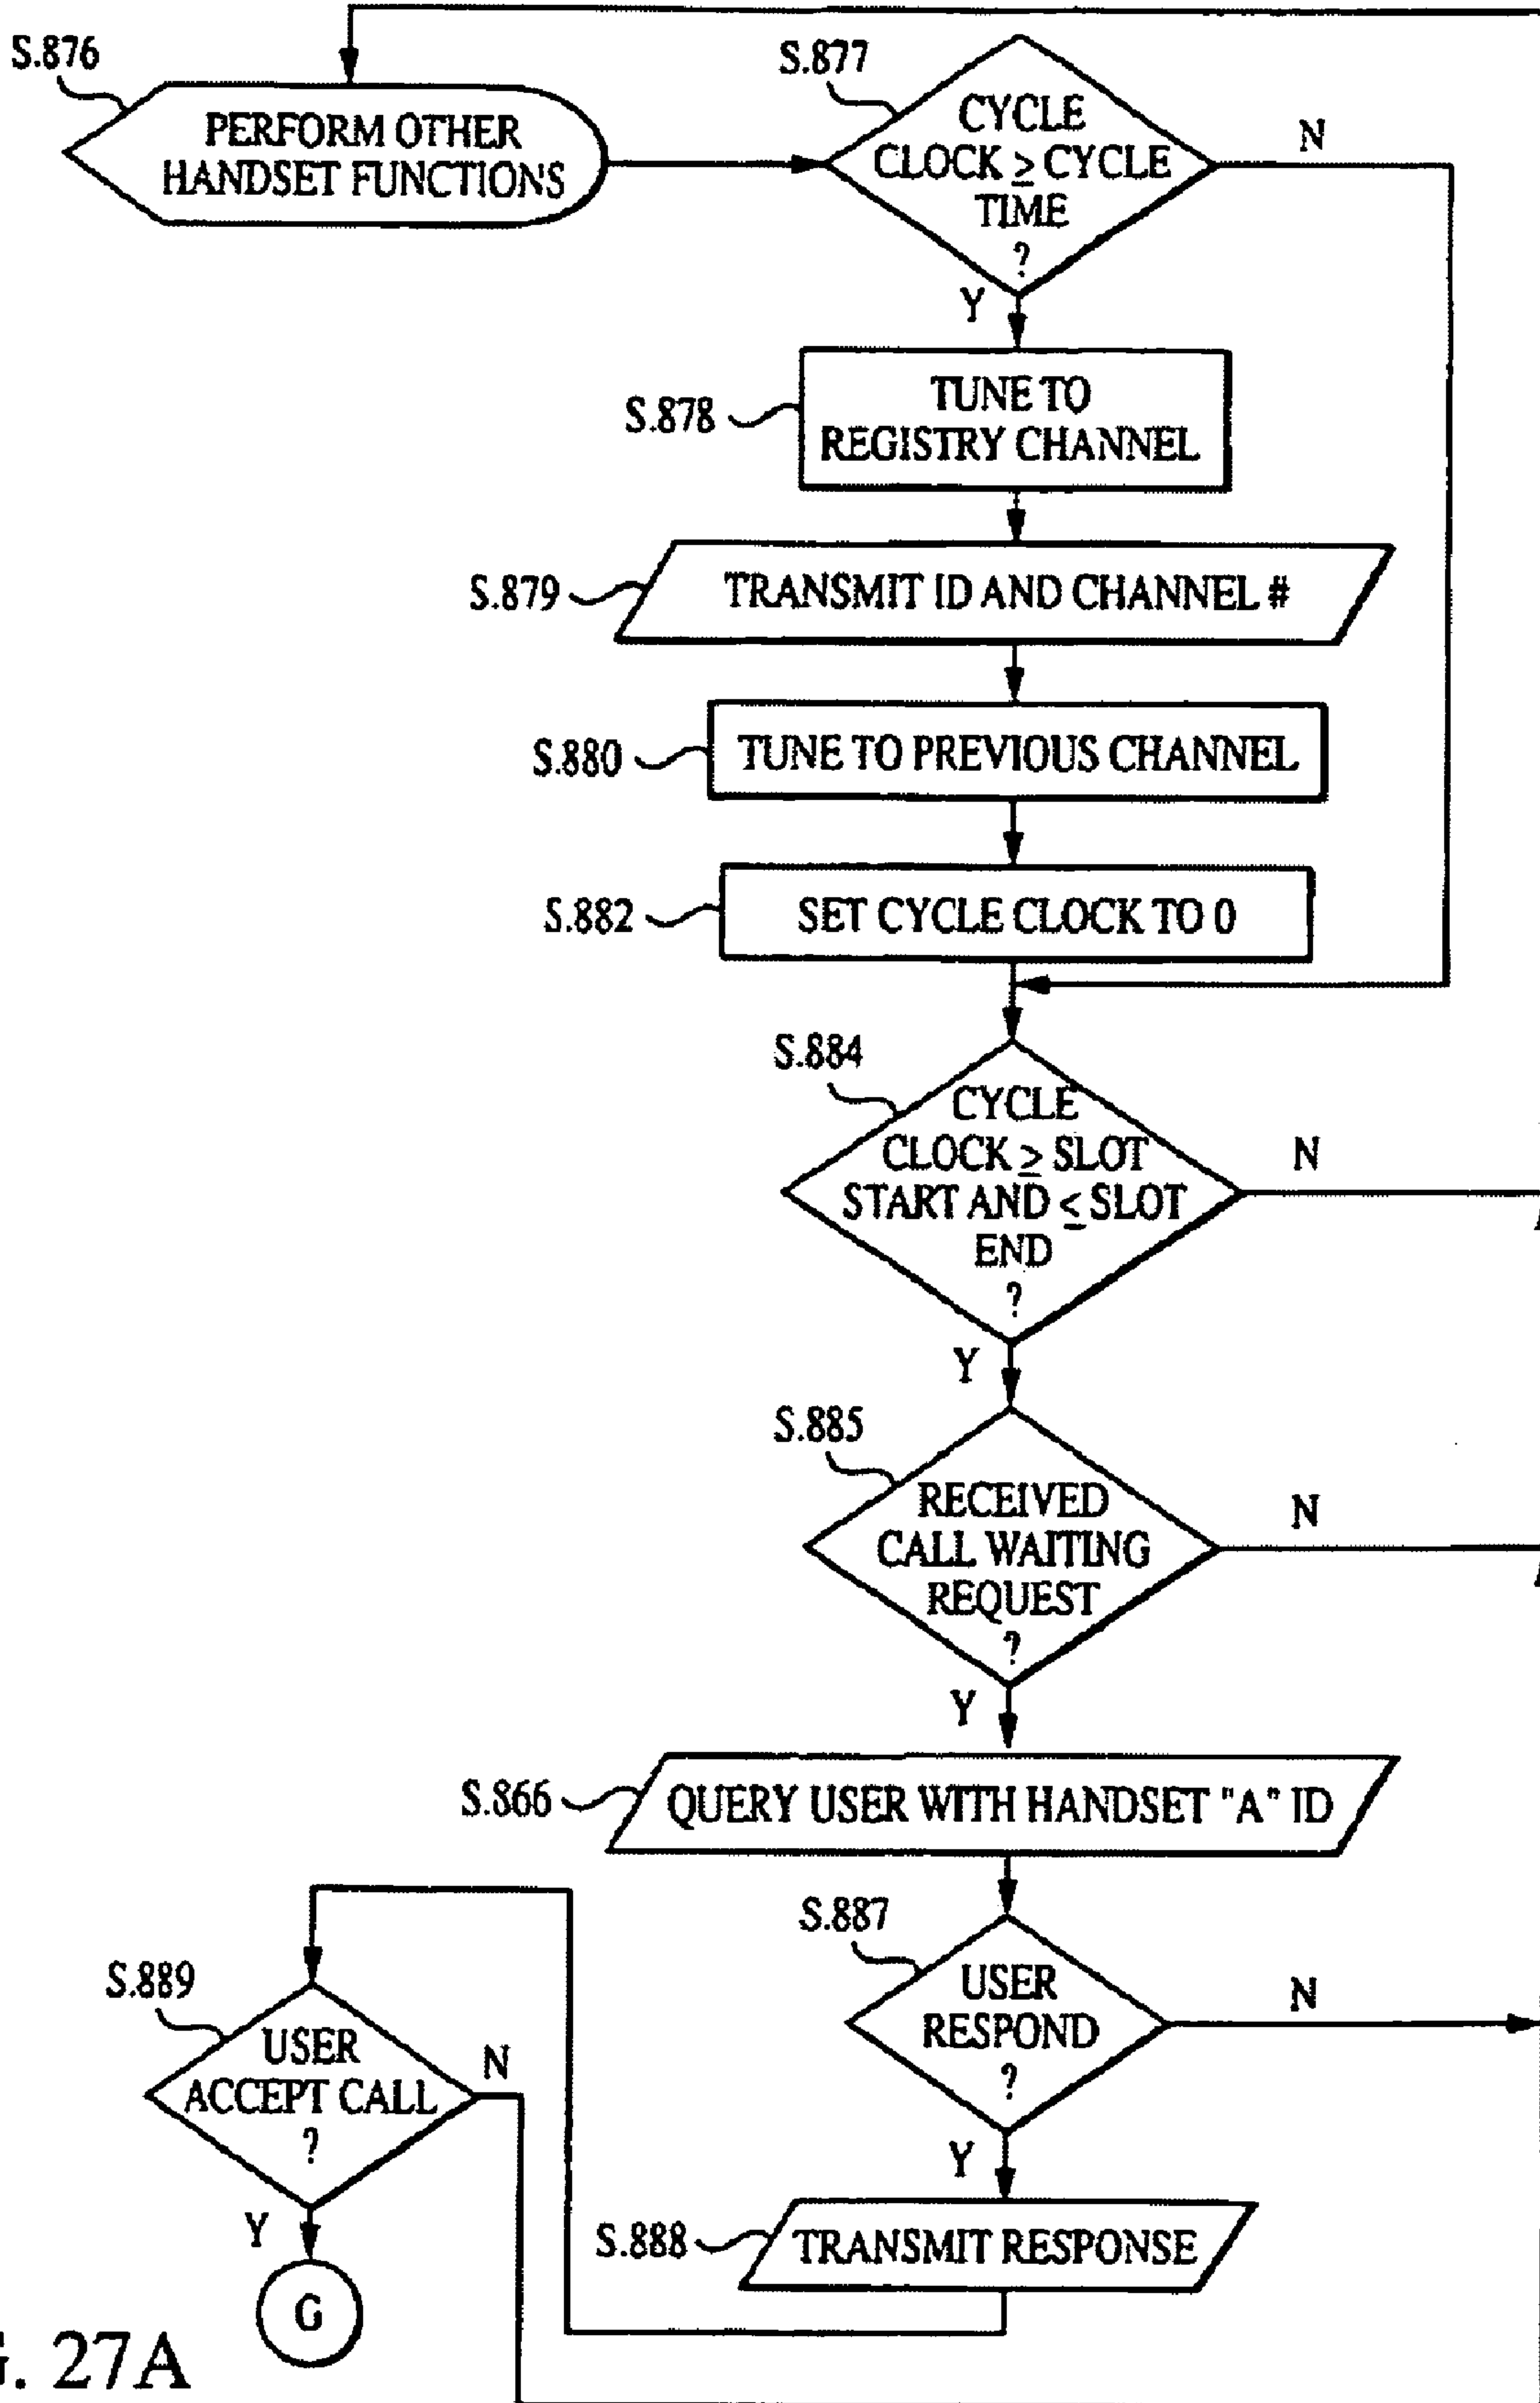 S.876
PERFORM OTHER
HANDSET FUNCTIONS
S.877
CYCLE
CLOCK ≥ CYCLE
TIME
?
N
Y
S.878
TUNE TO
REGISTRY CHANNEL
S.879
TRANSMIT ID AND CHANNEL #
S.880
TUNE TO PREVIOUS CHANNEL
S.882
SET CYCLE CLOCK TO 0
S.884
CYCLE
CLOCK ≥ SLOT
START AND ≤ SLOT
END
?
N
Y
S.885
RECEIVED
CALL WAITING
REQUEST
?
N
Y
S.866
QUERY USER WITH HANDSET "A" ID
S.887
USER
RESPOND
?
N
Y
S.888
TRANSMIT RESPONSE
S.889
USER
ACCEPT CALL
?
N
Y
G
G. 27A